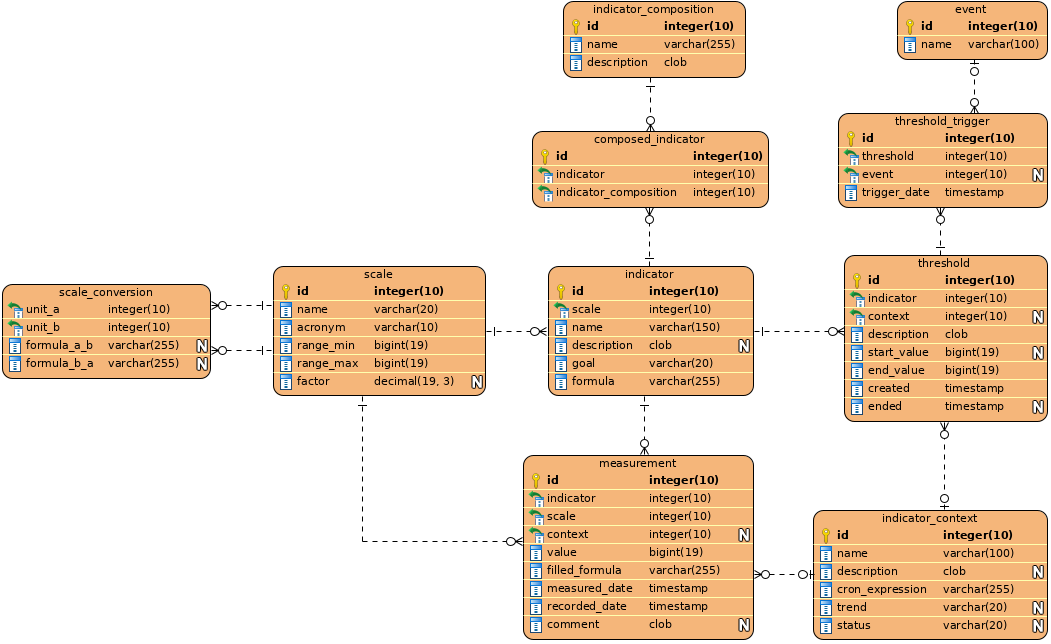 indicator_composition
id integer(10)
name varchar(255)
description clob
event
id integer(10)
name varchar(100)
composed_indicator
id integer(10)
indicator integer(10)
indicator_composition integer(10)
threshold_trigger
id integer(10)
threshold integer(10)
event integer(10) N
trigger_date timestamp
scale_conversion
unit_a integer(10)
unit_b integer(10)
formula_a_b varchar(255) N
formula_b_a varchar(255) N
scale
id integer(10)
name varchar(20)
acronym varchar(10)
range_min bigint(19)
range_max bigint(19)
factor decimal(19, 3) N
indicator
id integer(10)
scale integer(10)
name varchar(150)
description clob N
goal varchar(20)
formula varchar(255)
threshold
id integer(10)
indicator integer(10)
context integer(10) N
description clob
start_value bigint(19) N
end_value bigint(19)
created timestamp
ended timestamp N
measurement
id integer(10)
indicator integer(10)
scale integer(10)
context integer(10) N
value bigint(19)
filled_formula varchar(255)
measured_date timestamp
recorded_date timestamp
comment clob N
indicator_context
id integer(10)
name varchar(100)
description clob N
cron_expression varchar(255)
trend varchar(20) N
status varchar(20) N